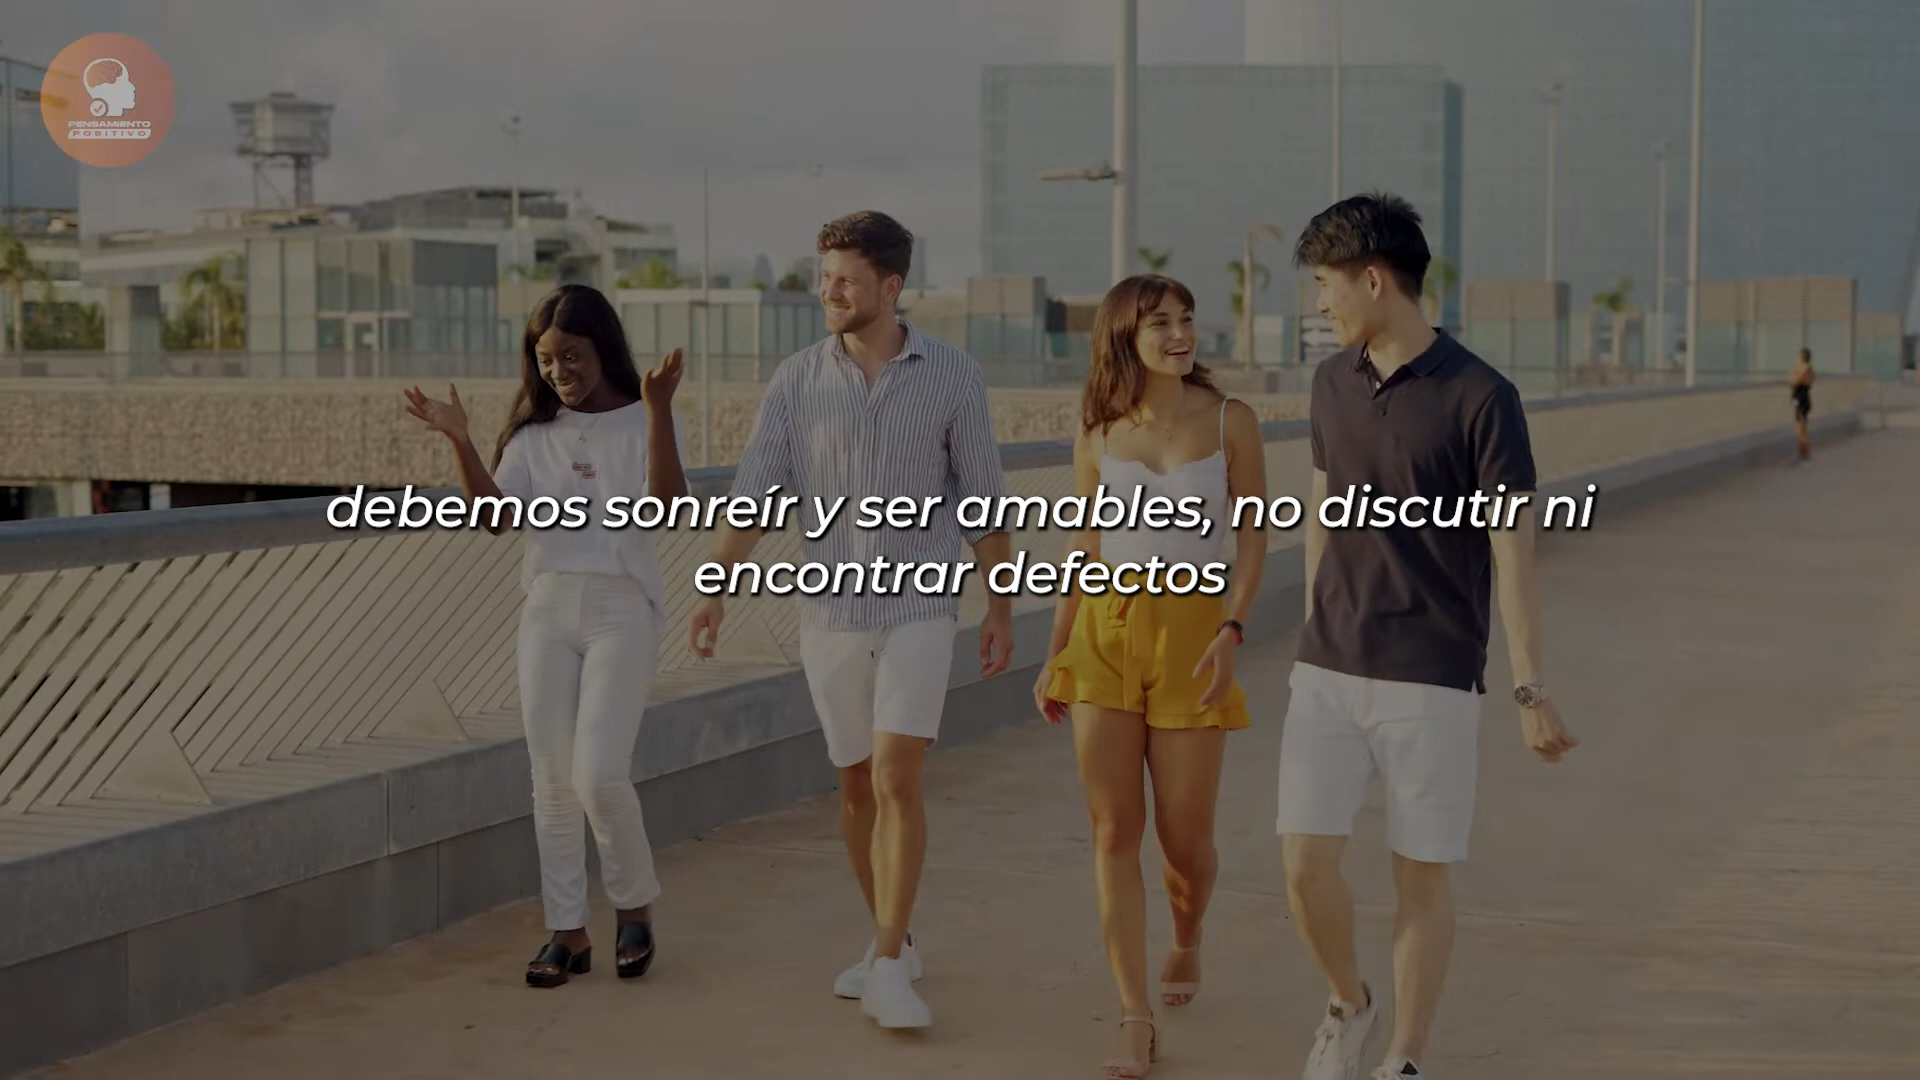 PENSAMIENTO
POSITIVO
debemos sonreír y ser amables, no discutir ni
encontrar defectos